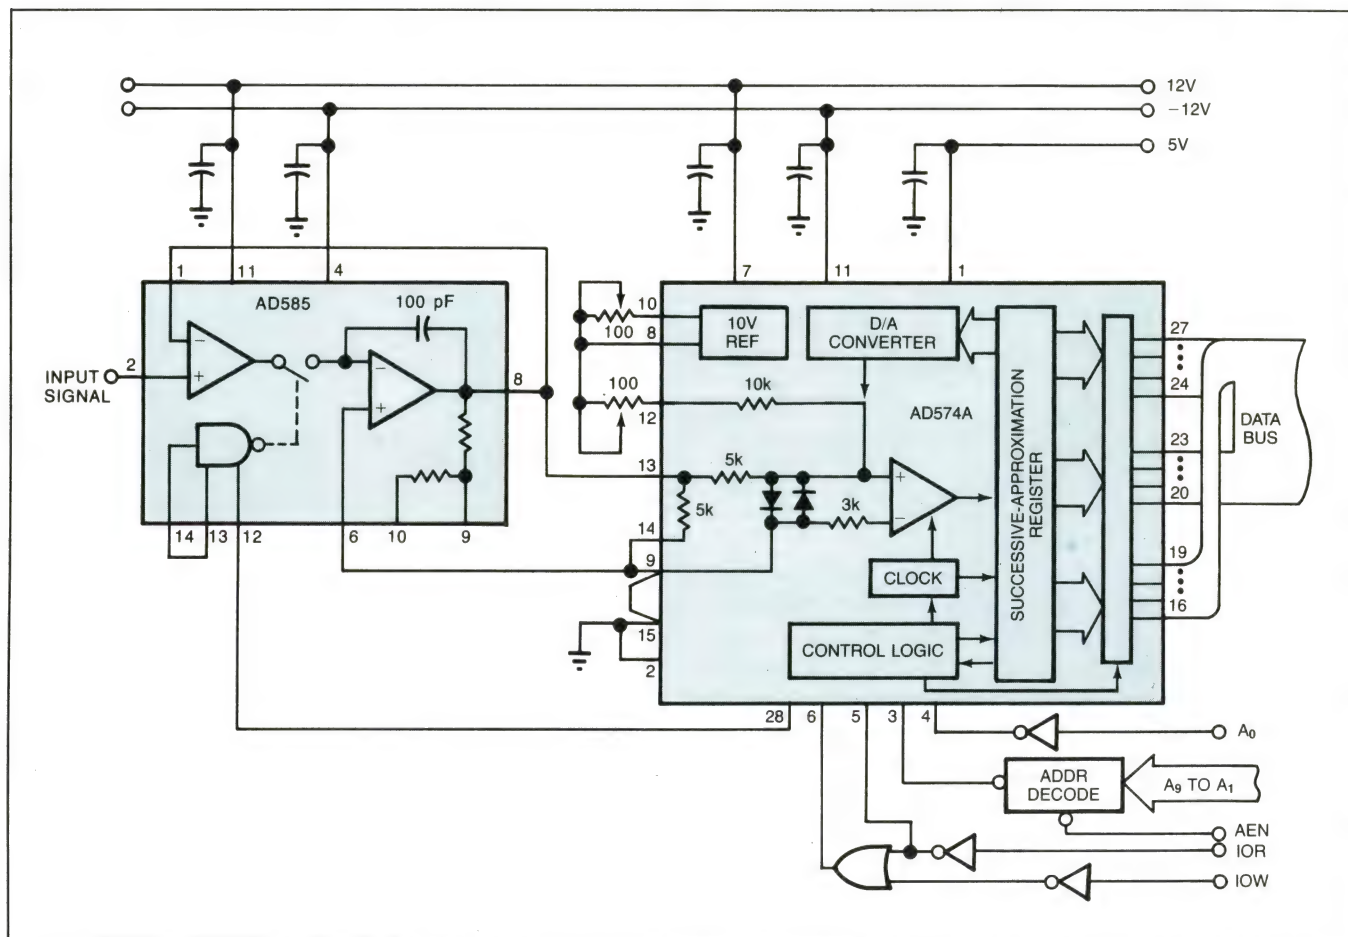 12V
−12V
5V
1
11
4
7
11
1
AD585
100 pF
2
INPUT
SIGNAL
−
+
−
+
8
14
13
12
6
10
9
10
100
8
10V
REF
D/A
CONVERTER
100
12
10k
AD574A
13
5k
5k
14
3k
+
−
9
CLOCK
15
2
CONTROL LOGIC
SUCCESSIVE-APPROXIMATION
REGISTER
27
24
23
20
19
16
DATA
BUS
28
6
5
3
4
A₀
ADDR
DECODE
A₉ TO A₁
AEN
IOR
IOW